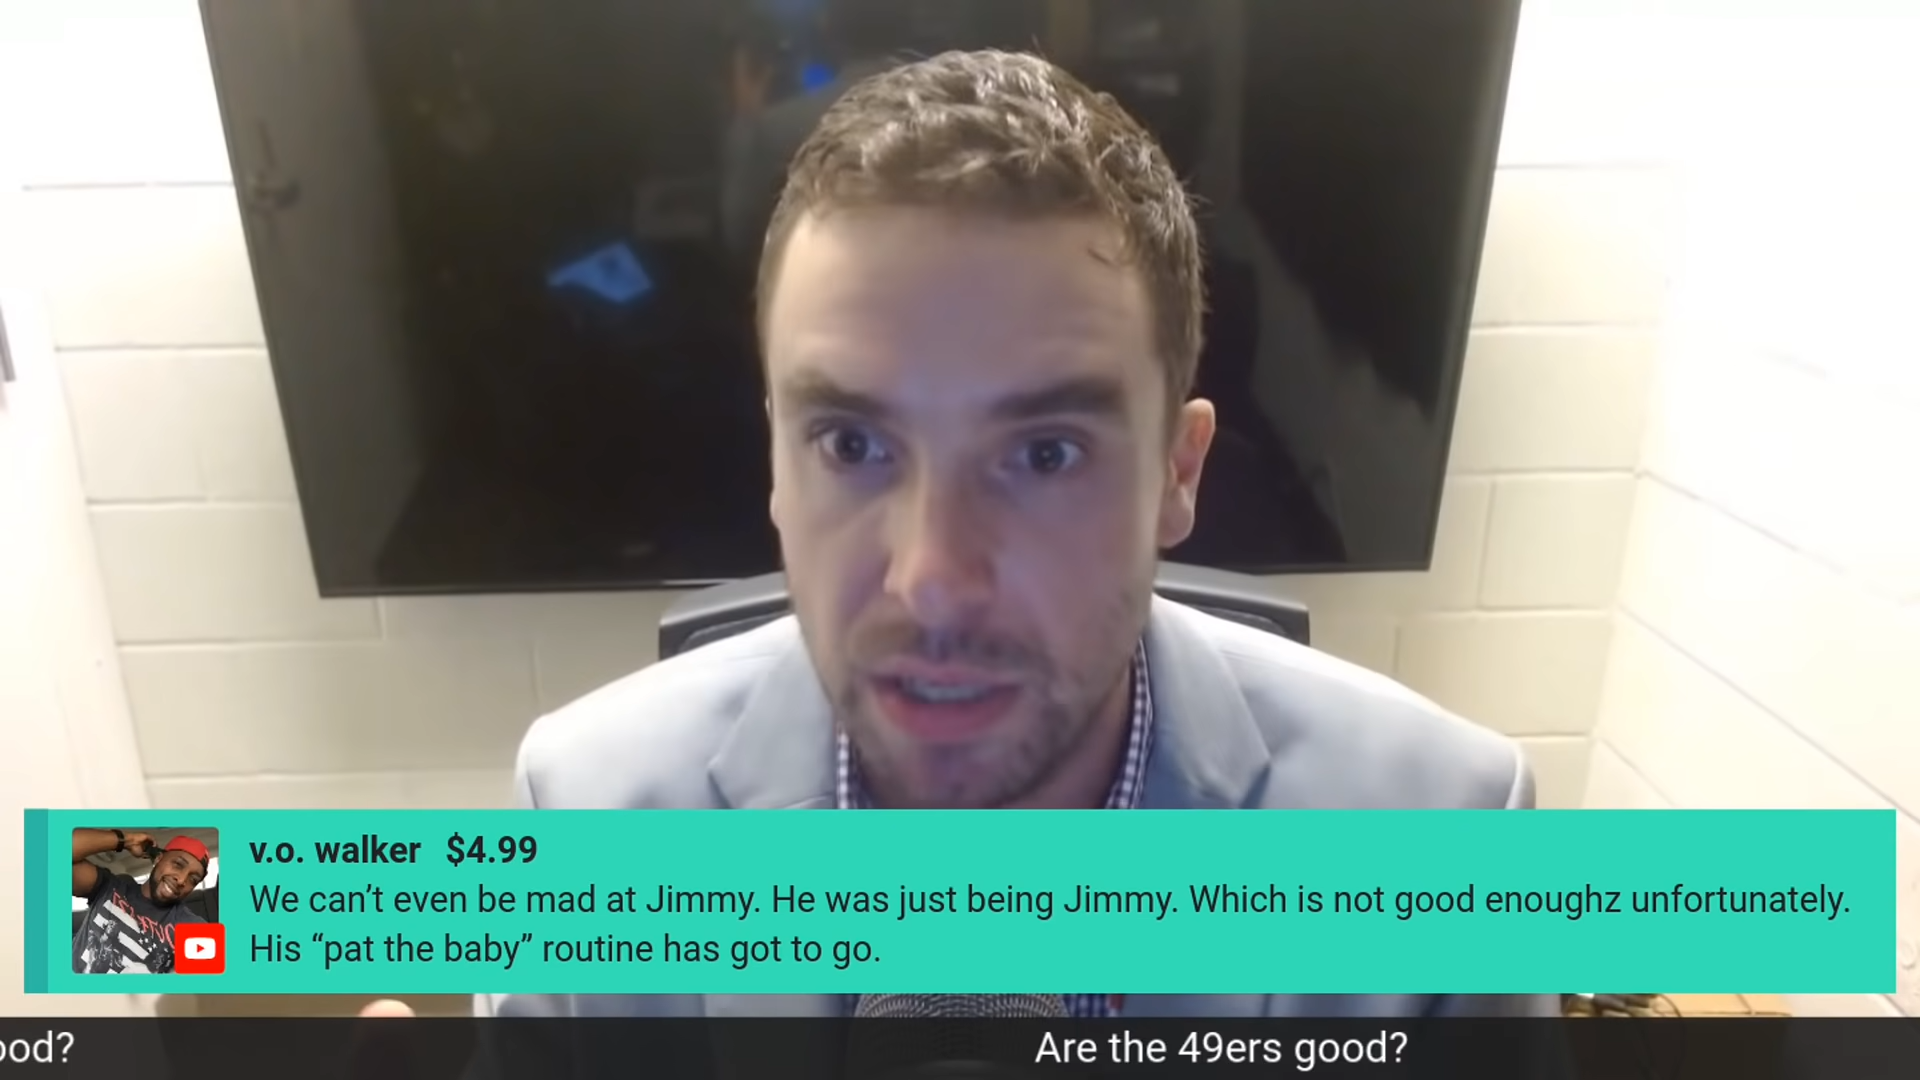 v.o. walker $4.99
We can’t even be mad at Jimmy. He was just being Jimmy. Which is not good enoughz unfortunately.
His “pat the baby” routine has got to go.
ood? Are the 49ers good?